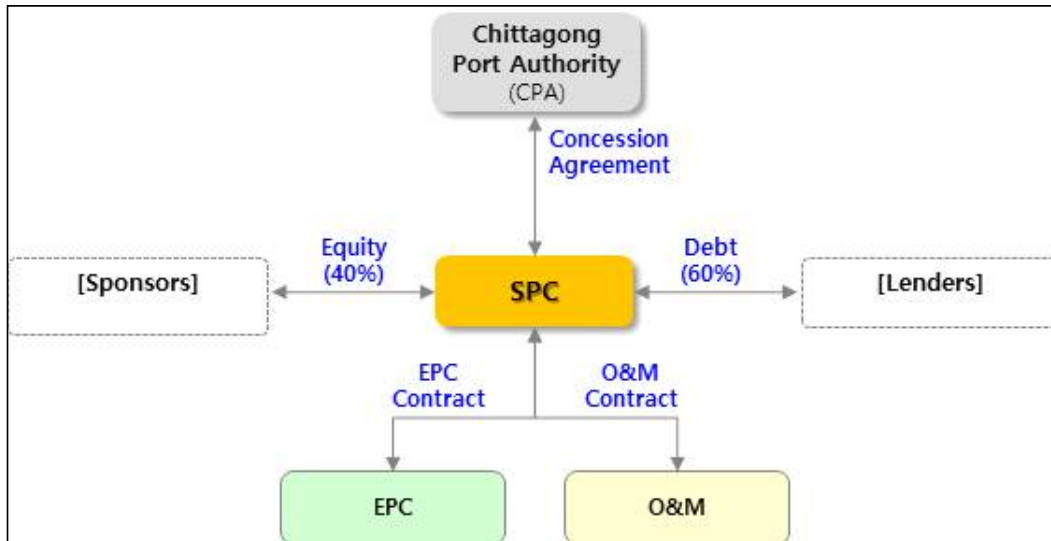 Chittagong
Port Authority
(CPA)
Concession
Agreement
Equity
(40%)
Debt
(60%)
[Sponsors]
SPC
[Lenders]
EPC
Contract
O&M
Contract
EPC
O&M